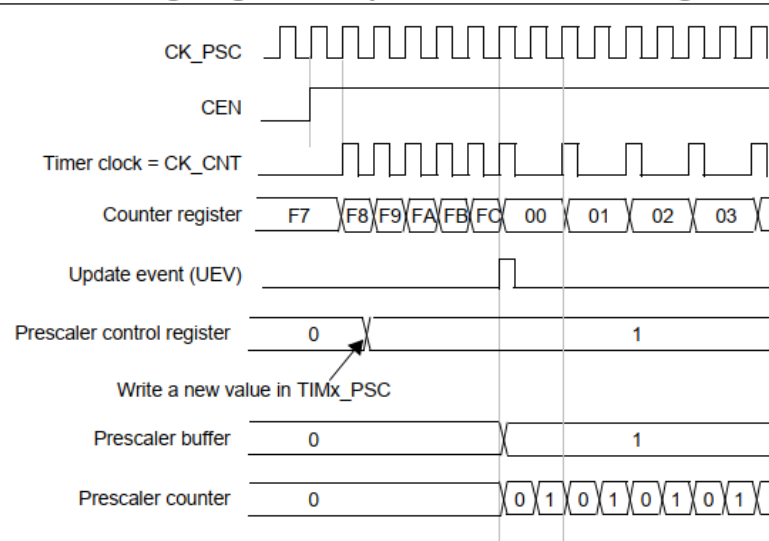 CK_PSC
CEN
Timer clock = CK_CNT
Counter register F7 F8 F9 FA FB FC 00 01 02 03
Update event (UEV)
Prescaler control register 0 1
Write a new value in TIMx_PSC
Prescaler buffer 0 1
Prescaler counter 0 0 1 0 1 0 1 0 1